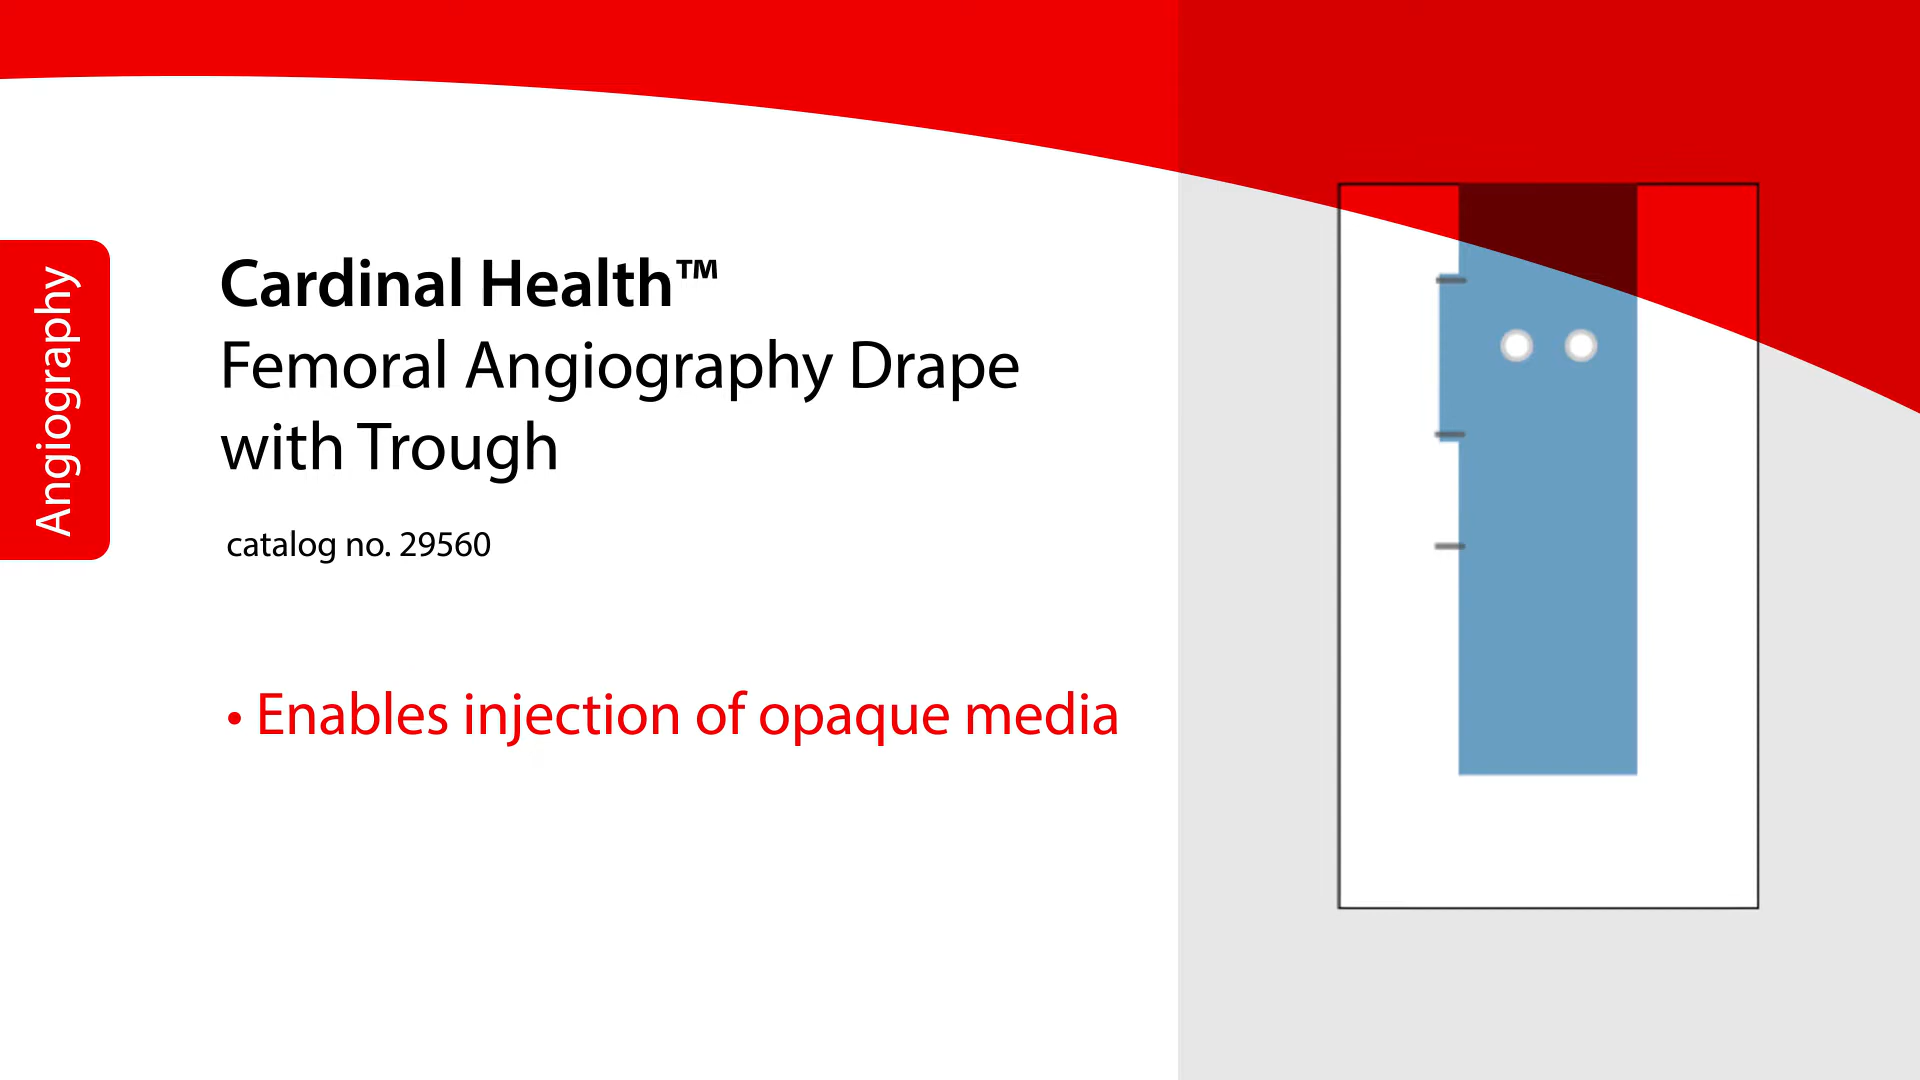 Angiography
Cardinal Health™
Femoral Angiography Drape
with Trough
catalog no. 29560
• Enables injection of opaque media